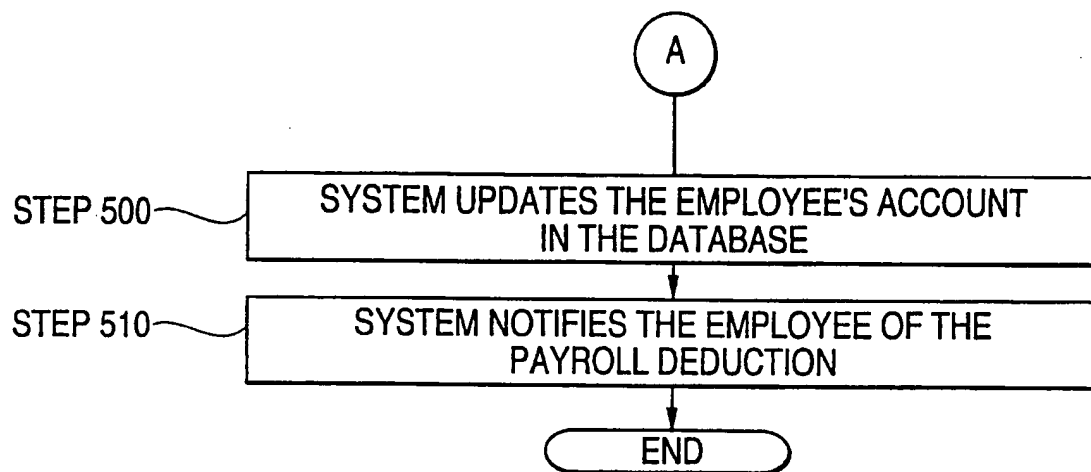 A
STEP 500
SYSTEM UPDATES THE EMPLOYEE'S ACCOUNT
IN THE DATABASE
STEP 510
SYSTEM NOTIFIES THE EMPLOYEE OF THE
PAYROLL DEDUCTION
END